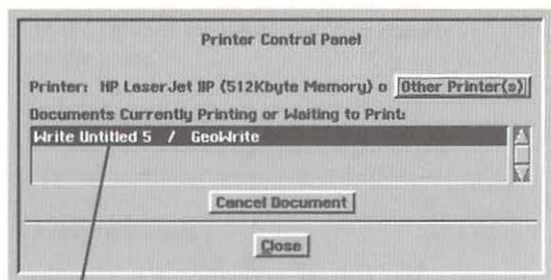 Printer Control Panel
Printer: HP LaserJet IIP (512Kbyte Memory) o Other Printer(s)
Documents Currently Printing or Waiting to Print:
Write Untitled 5 / GeoWrite
Cancel Document
Close